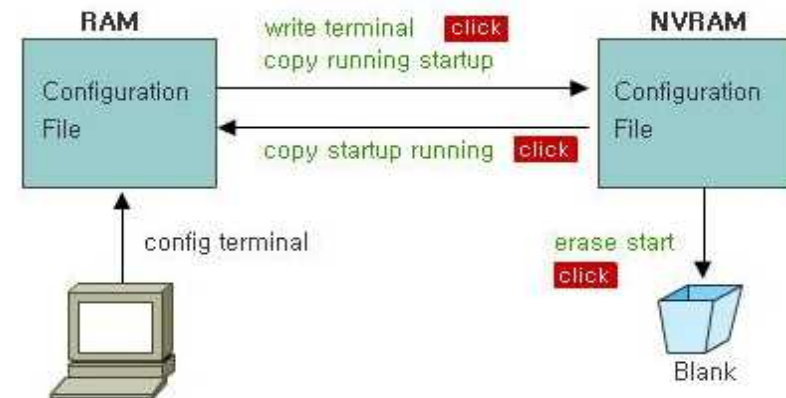 RAM
write terminal click
NVRAM
copy running startup
Configuration
File
Configuration
File
copy startup running click
config terminal
erase start
click
Blank